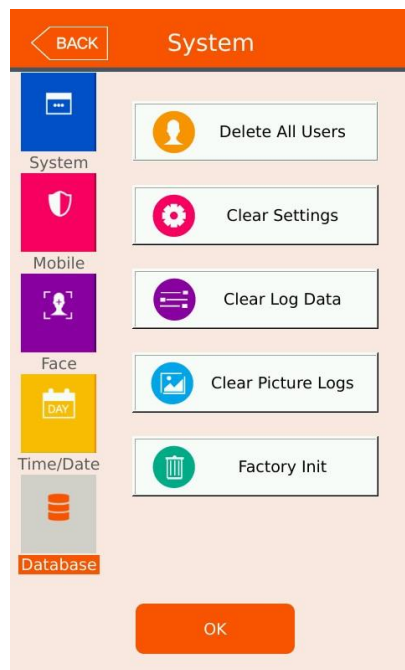 BACK
System
System
Delete All Users
Mobile
Clear Settings
Face
Clear Log Data
DAY
Time/Date
Clear Picture Logs
Database
Factory Init
OK